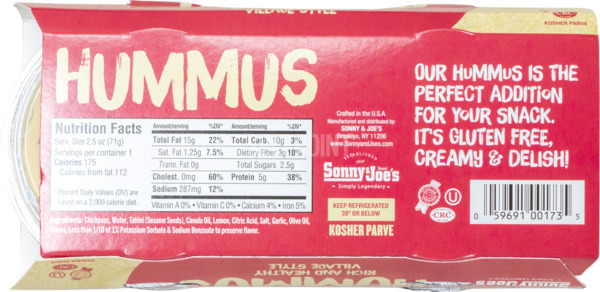 VILLAGE STYLE
CRC
KOSHER PARVE
HUMMUS
OUR HUMMUS IS THE
PERFECT ADDITION
FOR YOUR SNACK.
IT'S GLUTEN FREE,
CREAMY & DELISH!
Nutrition Facts
Serv. Size 2.5 oz (71g)
Servings per container 1
Calories 175
Calories from fat 112
*Percent Daily Values (DV) are
based on a 2,000 calorie diet.
Amount/serving %DV* Amount/serving %DV*
Total Fat 15g 22% Total Carb. 10g 3%
Sat. Fat 1.25g 7.5% Dietary Fiber 3g 10%
Trans. Fat 0g Total Sugars 2.5g
Cholest. 0mg 60% Protein 5g 38%
Sodium 287mg 12%
Vitamin A 0% • Vitamin C 0% • Calcium 4% • Iron 5%
Ingredients: Chickpeas, Water, Tahini (Sesame Seeds), Canola Oil, Lemon, Citric Acid, Salt, Garlic, Olive Oil,
Spices, Less than 1/10 of 1% Potassium Sorbate & Sodium Benzoate to preserve flavor.
Crafted in the U.S.A.
Manufactured and distributed by:
SONNY & JOE'S
Brooklyn, NY 11206
www.SonnyandJoes.com
ESTABLISHED
Sonny & Joe's
Simply Legendary
KEEP REFRIGERATED
38° OR BELOW
KOSHER PARVE
U
CRC
0 59691 00173 5
RICH AND HEALTHY
VILLAGE STYLE
HUMMUS
Sonny & Joe's